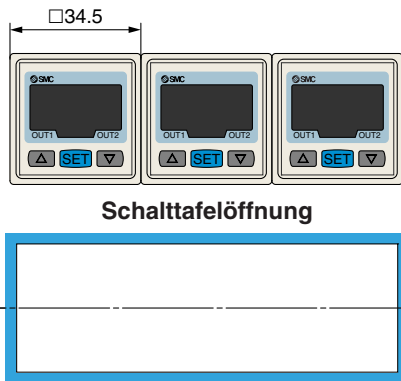 □34.5
SMC SMC SMC
OUT1 OUT2 OUT1 OUT2 OUT1 OUT2
SET SET SET
Schalttafelöffnung